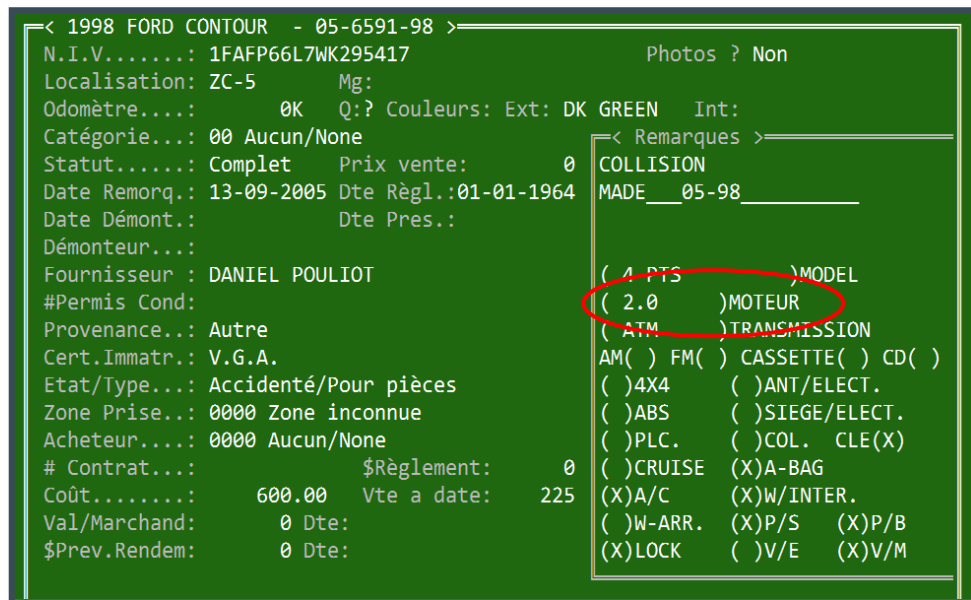 < 1998 FORD CONTOUR - 05-6591-98 >
N.I.V.......: 1FAFP66L7WK295417 Photos ? Non
Localisation: ZC-5 Mg:
Odomètre....: 0K Q:? Couleurs: Ext: DK GREEN Int:
Catégorie...: 00 Aucun/None
Statut......: Complet Prix vente: 0
Date Remorq.: 13-09-2005 Dte Règl.:01-01-1964
Date Démont.: Dte Pres.:
Démonteur...:
Fournisseur : DANIEL POULIOT
#Permis Cond:
Provenance..: Autre
Cert.Immatr.: V.G.A.
Etat/Type...: Accidenté/Pour pièces
Zone Prise..: 0000 Zone inconnue
Acheteur....: 0000 Aucun/None
# Contrat...: $Règlement: 0
Coût........: 600.00 Vte a date: 225
Val/Marchand: 0 Dte:
$Prev.Rendem: 0 Dte:
< Remarques >
COLLISION
MADE___05-98__________
( 4 PTS )MODEL
( 2.0 )MOTEUR
( ATM )TRANSMISSION
AM( ) FM( ) CASSETTE( ) CD( )
( )4X4 ( )ANT/ELECT.
( )ABS ( )SIEGE/ELECT.
( )PLC. ( )COL. CLE(X)
( )CRUISE (X)A-BAG
(X)A/C (X)W/INTER.
( )W-ARR. (X)P/S (X)P/B
(X)LOCK ( )V/E (X)V/M